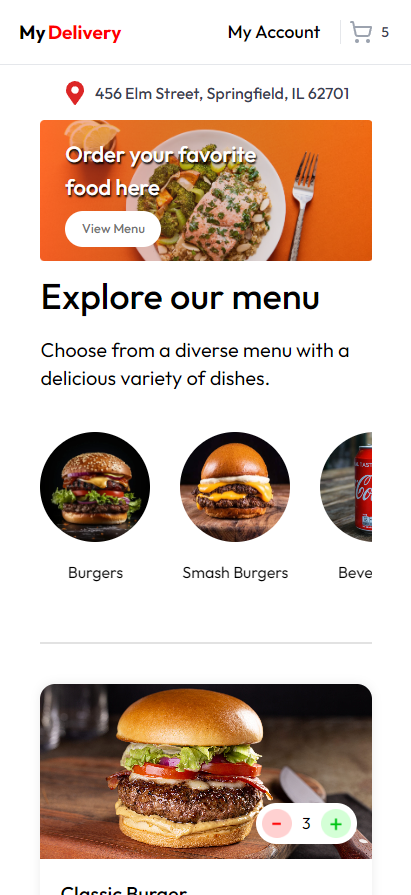 My Delivery
My Account
5
456 Elm Street, Springfield, IL 62701
Order your favorite
food here
View Menu
Explore our menu
Choose from a diverse menu with a
delicious variety of dishes.
Burgers
Smash Burgers
Beve
3
Classic Burger